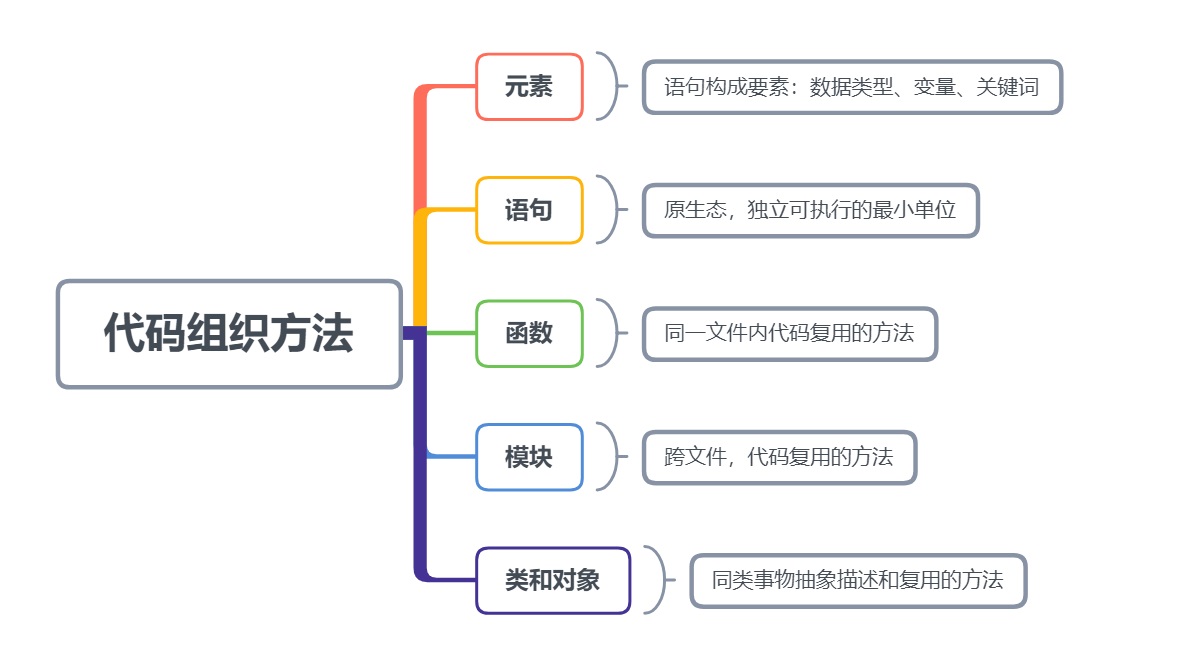 代码组织方法
元素
语句构成要素：数据类型、变量、关键词
语句
原生态，独立可执行的最小单位
函数
同一文件内代码复用的方法
模块
跨文件，代码复用的方法
类和对象
同类事物抽象描述和复用的方法